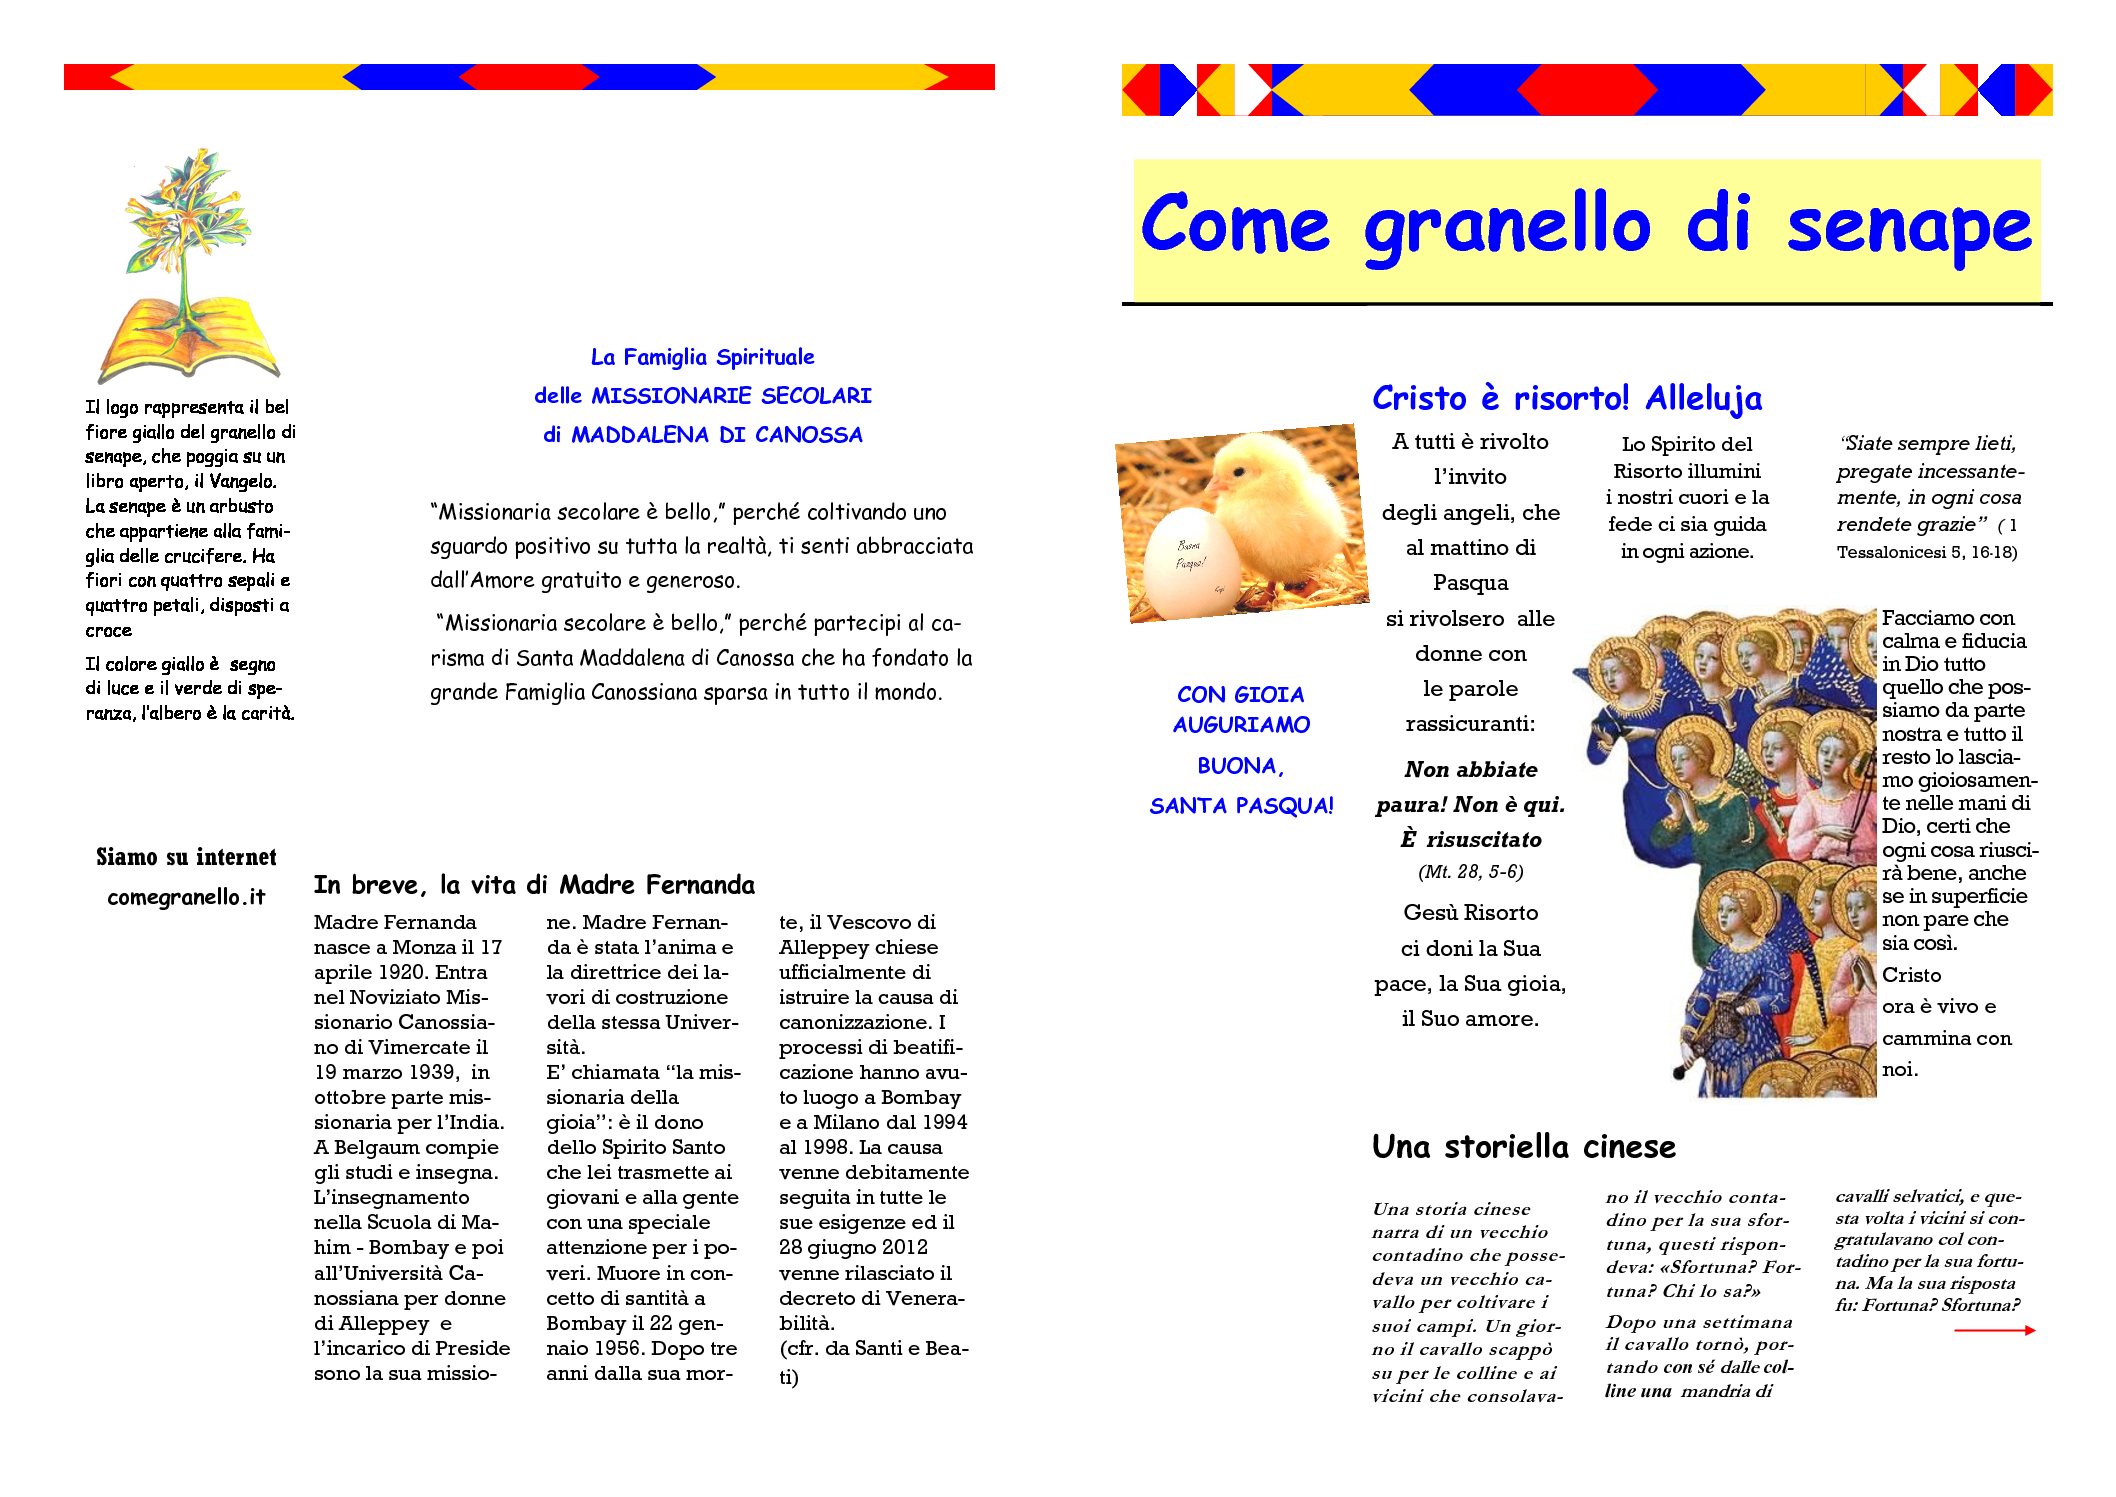 Il logo rappresenta il bel
fiore giallo del granello di
senape, che poggia su un
libro aperto, il Vangelo.
La senape è un arbusto
che appartiene alla fami-
glia delle crucifere. Ha
fiori con quattro sepali e
quattro petali, disposti a
croce
Il colore giallo è segno
di luce e il verde di spe-
ranza, l'albero è la carità.
Siamo su internet
comegranello.it
La Famiglia Spirituale
delle MISSIONARIE SECOLARI
di MADDALENA DI CANOSSA
“Missionaria secolare è bello,” perché coltivando uno
sguardo positivo su tutta la realtà, ti senti abbracciata
dall’Amore gratuito e generoso.
“Missionaria secolare è bello,” perché partecipi al ca-
risma di Santa Maddalena di Canossa che ha fondato la
grande Famiglia Canossiana sparsa in tutto il mondo.
In breve, la vita di Madre Fernanda
Madre Fernanda
nasce a Monza il 17
aprile 1920. Entra
nel Noviziato Mis-
sionario Canossia-
no di Vimercate il
19 marzo 1939, in
ottobre parte mis-
sionaria per l’India.
A Belgaum compie
gli studi e insegna.
L’insegnamento
nella Scuola di Ma-
him - Bombay e poi
all’Università Ca-
nossiana per donne
di Alleppey e
l’incarico di Preside
sono la sua missio-
ne. Madre Fernan-
da è stata l’anima e
la direttrice dei la-
vori di costruzione
della stessa Univer-
sità.
E’ chiamata “la mis-
sionaria della
gioia”: è il dono
dello Spirito Santo
che lei trasmette ai
giovani e alla gente
con una speciale
attenzione per i po-
veri. Muore in con-
cetto di santità a
Bombay il 22 gen-
naio 1956. Dopo tre
anni dalla sua mor-
te, il Vescovo di
Alleppey chiese
ufficialmente di
istruire la causa di
canonizzazione. I
processi di beatifi-
cazione hanno avu-
to luogo a Bombay
e a Milano dal 1994
al 1998. La causa
venne debitamente
seguita in tutte le
sue esigenze ed il
28 giugno 2012
venne rilasciato il
decreto di Venera-
bilità.
(cfr. da Santi e Bea-
ti)
Come granello di senape
Buona
Pasqua!
CON GIOIA
AUGURIAMO
BUONA,
SANTA PASQUA!
Cristo è risorto! Alleluja
A tutti è rivolto
l’invito
degli angeli, che
al mattino di
Pasqua
si rivolsero alle
donne con
le parole
rassicuranti:
Non abbiate
paura! Non è qui.
È risuscitato
(Mt. 28, 5-6)
Gesù Risorto
ci doni la Sua
pace, la Sua gioia,
il Suo amore.
Lo Spirito del
Risorto illumini
i nostri cuori e la
fede ci sia guida
in ogni azione.
“Siate sempre lieti,
pregate incessante-
mente, in ogni cosa
rendete grazie” ( 1
Tessalonicesi 5, 16-18)
Facciamo con
calma e fiducia
in Dio tutto
quello che pos-
siamo da parte
nostra e tutto il
resto lo lascia-
mo gioiosamen-
te nelle mani di
Dio, certi che
ogni cosa riusci-
rà bene, anche
se in superficie
non pare che
sia così.
Cristo
ora è vivo e
cammina con
noi.
Una storiella cinese
Una storia cinese
narra di un vecchio
contadino che posse-
deva un vecchio ca-
vallo per coltivare i
suoi campi. Un gior-
no il cavallo scappò
su per le colline e ai
vicini che consolava-
no il vecchio conta-
dino per la sua sfor-
tuna, questi rispon-
deva: «Sfortuna? For-
tuna? Chi lo sa?»
Dopo una settimana
il cavallo tornò, por-
tando con sé dalle col-
line una mandria di
cavalli selvatici, e que-
sta volta i vicini si con-
gratulavano col con-
tadino per la sua fortu-
na. Ma la sua risposta
fu: Fortuna? Sfortuna?